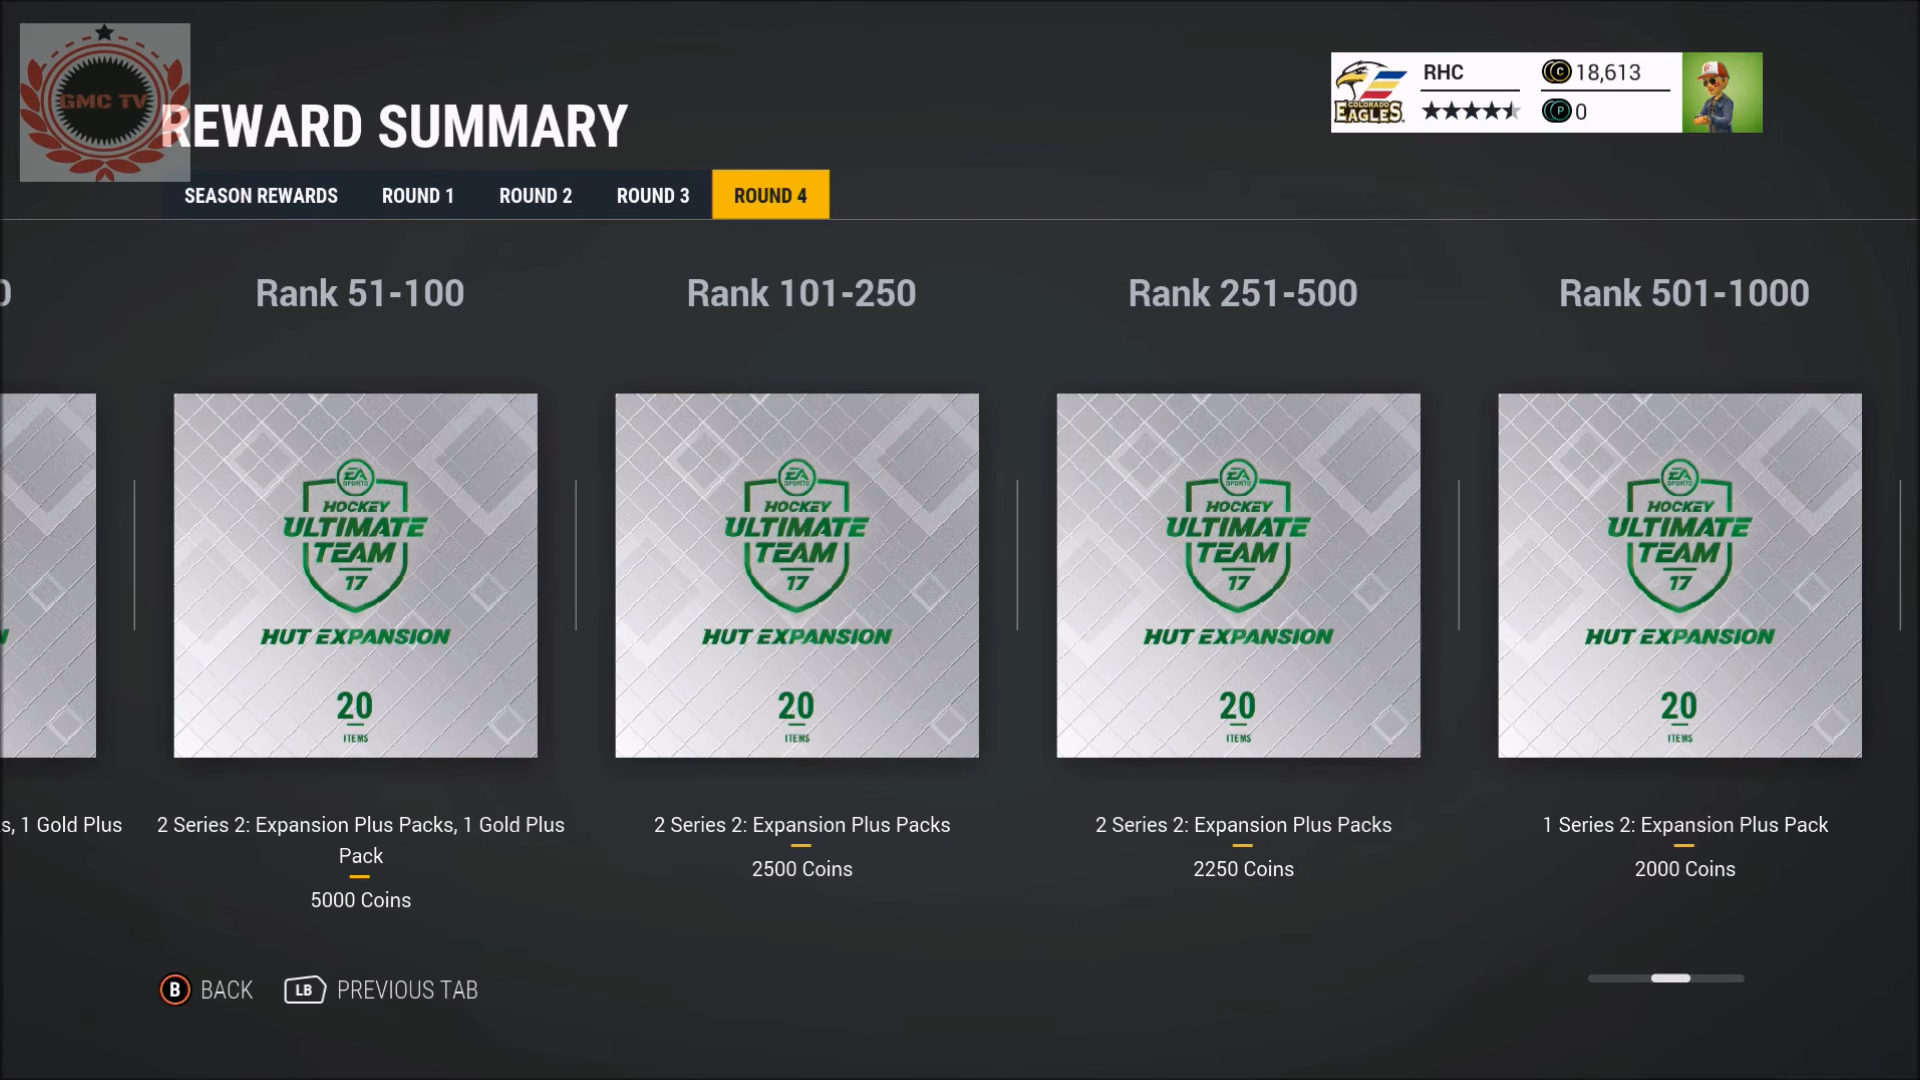 GMC TV
REWARD SUMMARY
COLORADO
EAGLES
RHC
C 18,613
P 0
SEASON REWARDS ROUND 1 ROUND 2 ROUND 3 ROUND 4
0 Rank 51-100 Rank 101-250 Rank 251-500 Rank 501-1000
EA SPORTS
HOCKEY
ULTIMATE
TEAM
17
HUT EXPANSION
20
ITEMS
EA SPORTS
HOCKEY
ULTIMATE
TEAM
17
HUT EXPANSION
20
ITEMS
EA SPORTS
HOCKEY
ULTIMATE
TEAM
17
HUT EXPANSION
20
ITEMS
EA SPORTS
HOCKEY
ULTIMATE
TEAM
17
HUT EXPANSION
20
ITEMS
s, 1 Gold Plus
2 Series 2: Expansion Plus Packs, 1 Gold Plus
Pack
5000 Coins
2 Series 2: Expansion Plus Packs
2500 Coins
2 Series 2: Expansion Plus Packs
2250 Coins
1 Series 2: Expansion Plus Pack
2000 Coins
B BACK LB PREVIOUS TAB